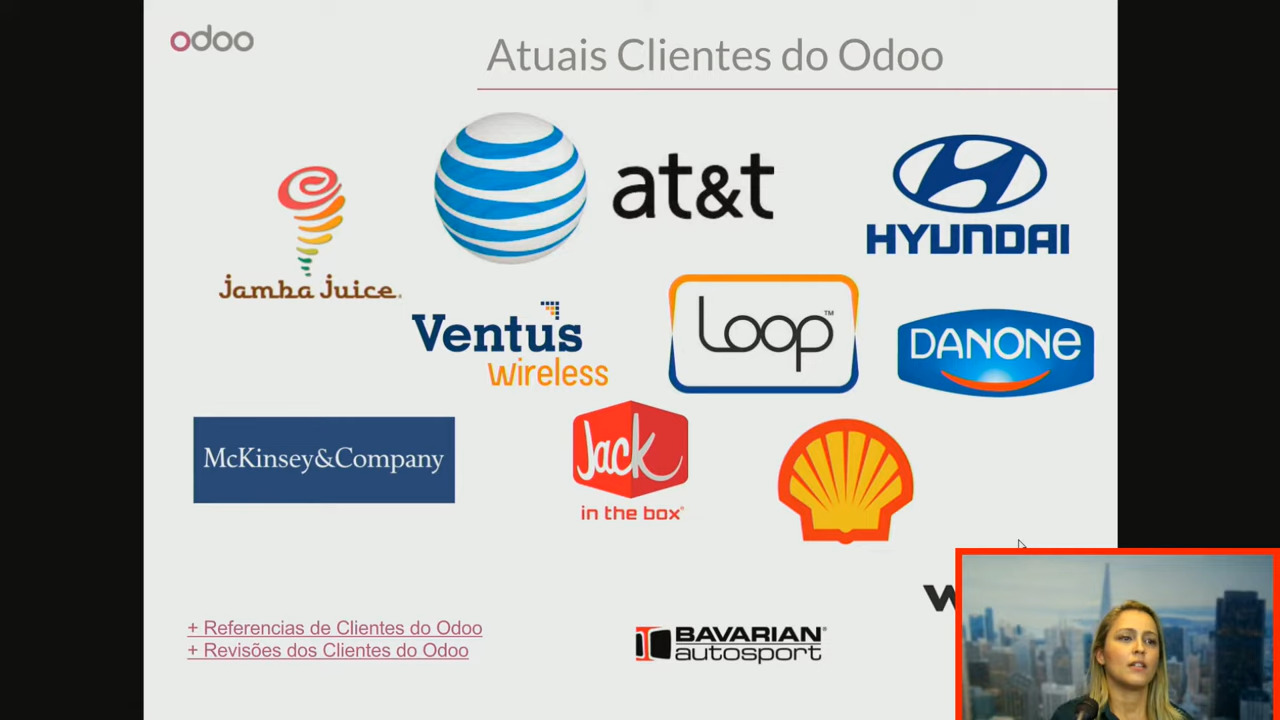 odoo
Atuais Clientes do Odoo
at&t
HYUNDAI
jamba juice
Ventus
wireless
Loop™
DANONE
McKinsey&Company
Jack
in the box®
+ Referencias de Clientes do Odoo
+ Revisões dos Clientes do Odoo
BAVARIAN®
autosport